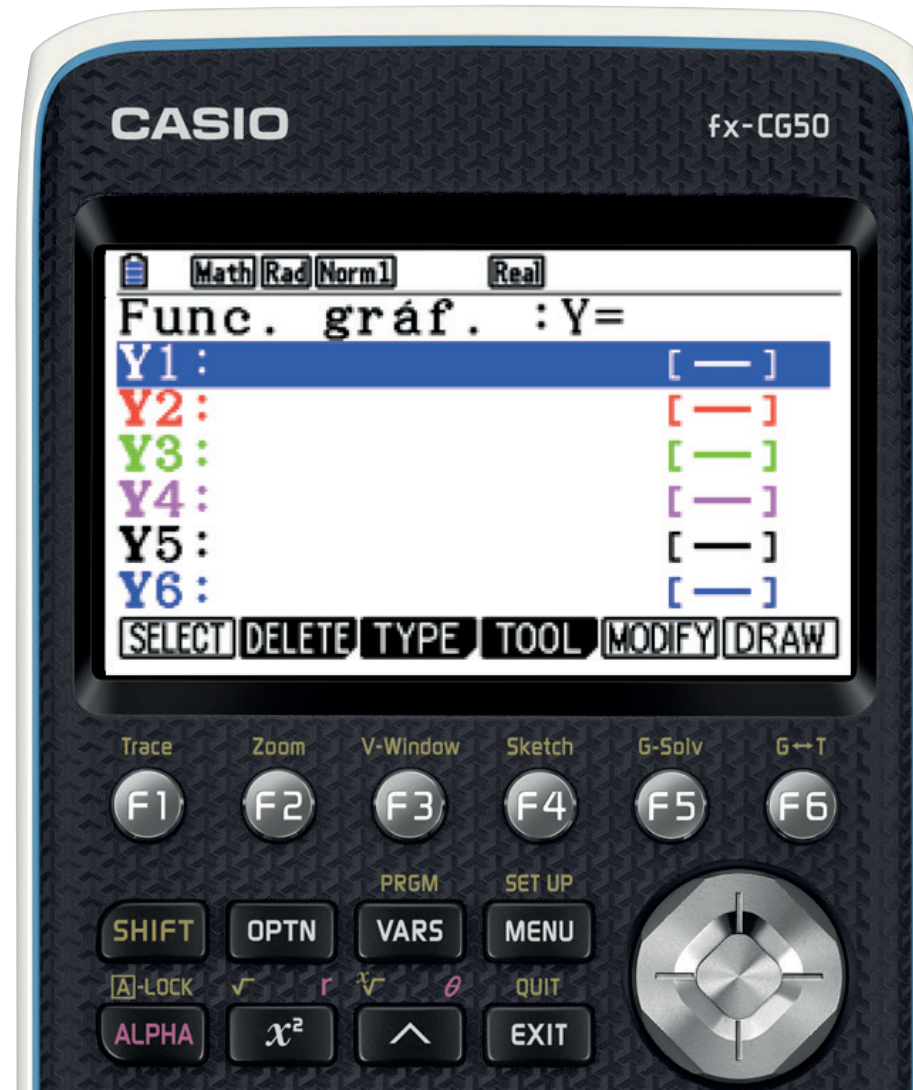 CASIO fx-CG50
Math Rad Norm1 Real
Func. gráf. :Y=
Y1: [—]
Y2: [—]
Y3: [—]
Y4: [—]
Y5: [—]
Y6: [—]
SELECT DELETE TYPE TOOL MODIFY DRAW
Trace Zoom V-Window Sketch G-Solv G↔T
F1 F2 F3 F4 F5 F6
PRGM SET UP
SHIFT OPTN VARS MENU
A-LOCK √ r ˣ√ θ QUIT
ALPHA x² ^ EXIT